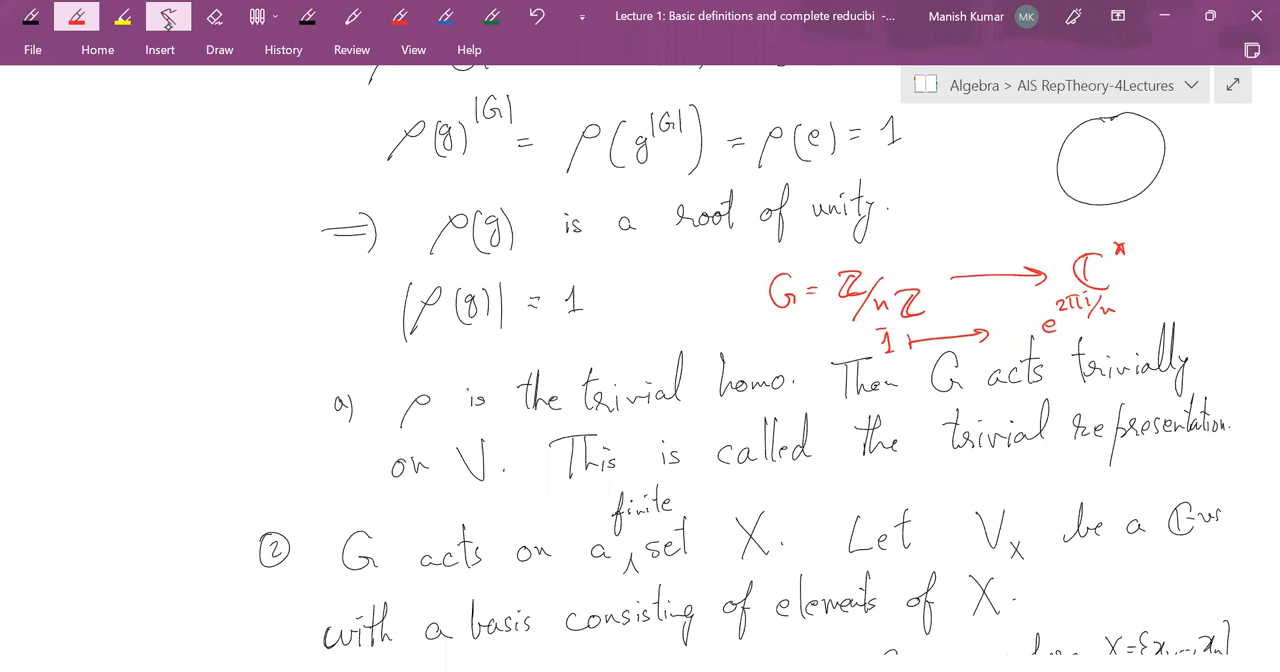 Lecture 1: Basic definitions and complete reducibi -...
Manish Kumar
MK
File Home Insert Draw History Review View Help
Algebra > AIS RepTheory-4Lectures
ρ(g)^|G| = ρ(g^|G|) = ρ(e) = 1
⟹ ρ(g) is a root of unity.
|ρ(g)| = 1
G = ℤ/nℤ ⟶ ℂ^*
1̄ ⟼ e^{2πi/n}
a) ρ is the trivial homo. Then G acts trivially
on V. This is called the trivial representation.
② G acts on a finite set X. Let V_X be a ℂ-vs
with a basis consisting of elements of X.
X = {x₁, --, xₙ}